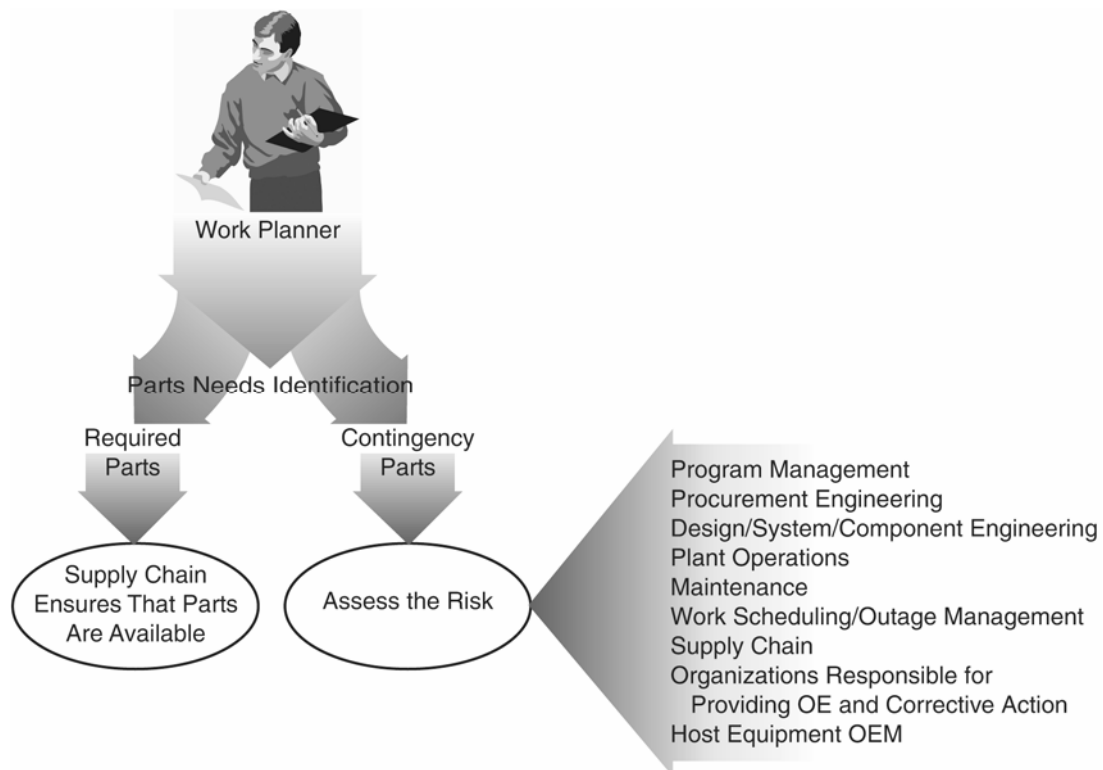 Work Planner
Parts Needs Identification
Required
Parts
Contingency
Parts
Supply Chain
Ensures That Parts
Are Available
Assess the Risk
Program Management
Procurement Engineering
Design/System/Component Engineering
Plant Operations
Maintenance
Work Scheduling/Outage Management
Supply Chain
Organizations Responsible for
Providing OE and Corrective Action
Host Equipment OEM